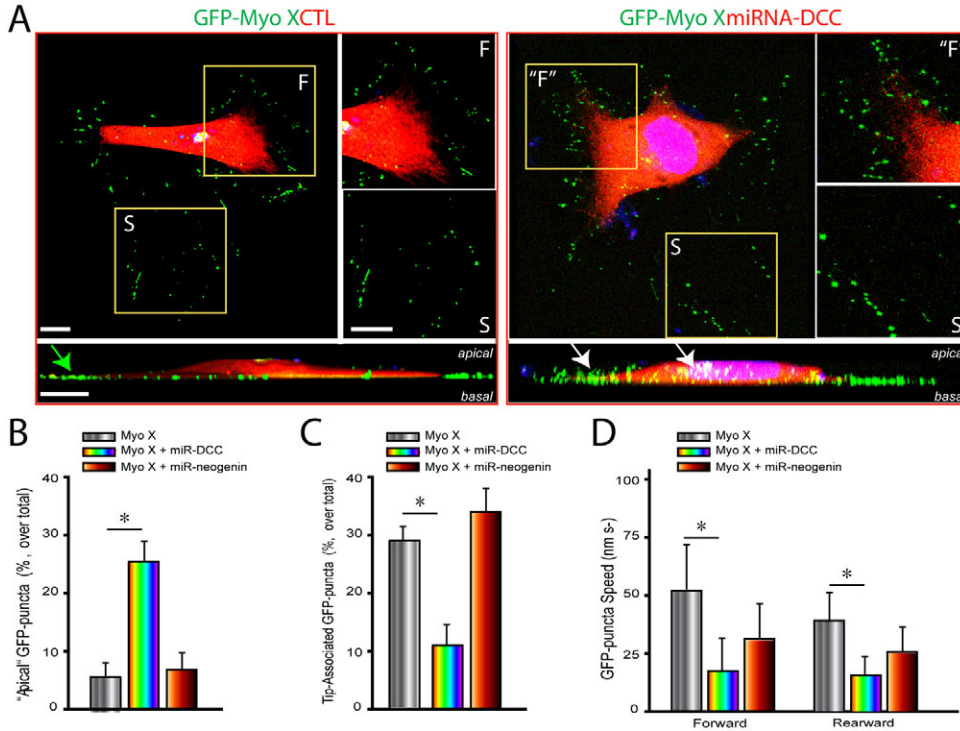 A
GFP-Myo XCTL
GFP-Myo XmiRNA-DCC
F
F
"F"
"F"
S
S
S
S
apical
basal
apical
basal
B
Myo X
Myo X + miR-DCC
Myo X + miR-neogenin
"Apical" GFP-puncta (%, over total)
40
30
20
10
0
*
C
Myo X
Myo X + miR-DCC
Myo X + miR-neogenin
Tip-Associated GFP-puncta (%, over total)
40
30
20
10
0
*
D
Myo X
Myo X + miR-DCC
Myo X + miR-neogenin
GFP-puncta Speed (nm s-)
100
75
50
25
0
*
*
Forward
Rearward